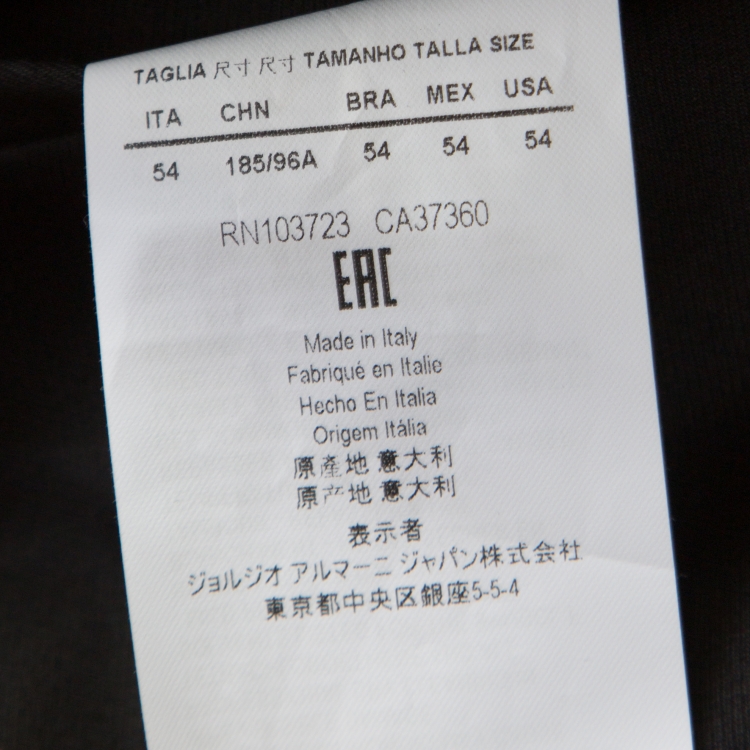 TAGLIA 尺寸 尺寸 TAMANHO TALLA SIZE
ITA CHN BRA MEX USA
54 185/96A 54 54 54
RN103723 CA37360
EAC
Made in Italy
Fabriqué en Italie
Hecho En Italia
Origem Itália
原產地 意大利
原产地 意大利
表示者
ジョルジオ アルマーニ ジャパン株式会社
東京都中央区銀座5-5-4